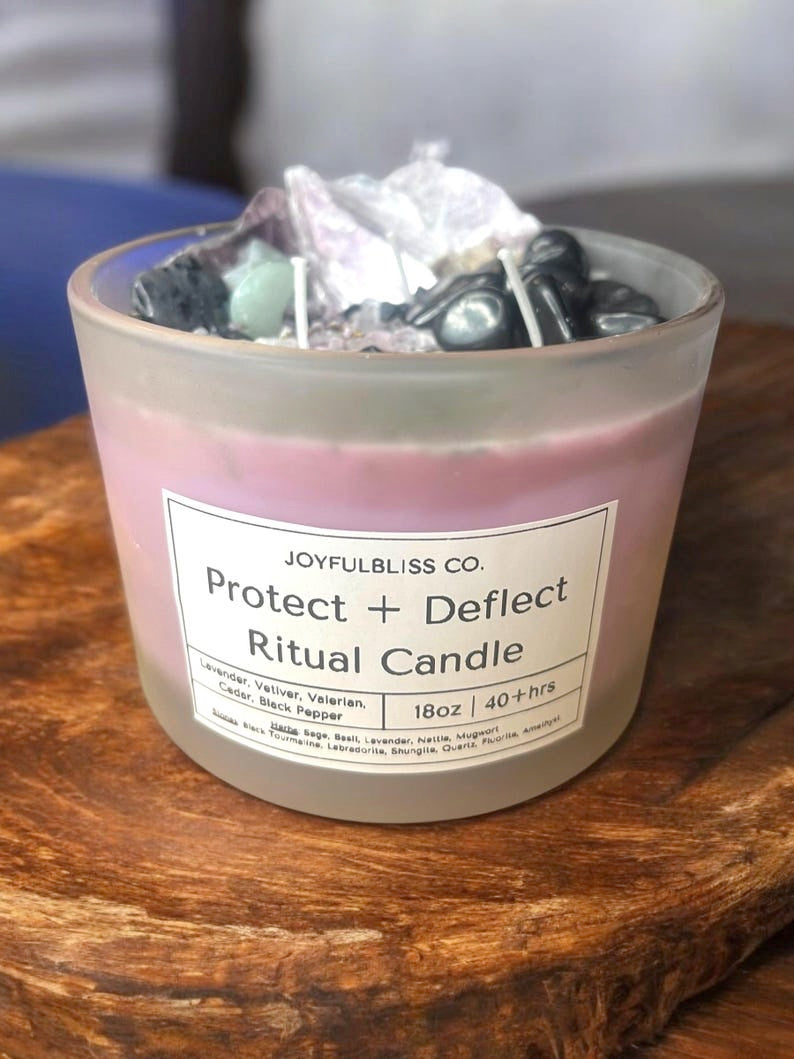 JOYFULBLISS CO.
Protect + Deflect
Ritual Candle
Lavender, Vetiver, Valerian,
Cedar, Black Pepper
18oz | 40+hrs
Herbs: Sage, Basil, Lavender, Nettle, Mugwort
Stones: Black Tourmaline, Labradorite, Shungite, Quartz, Fluorite, Amethyst